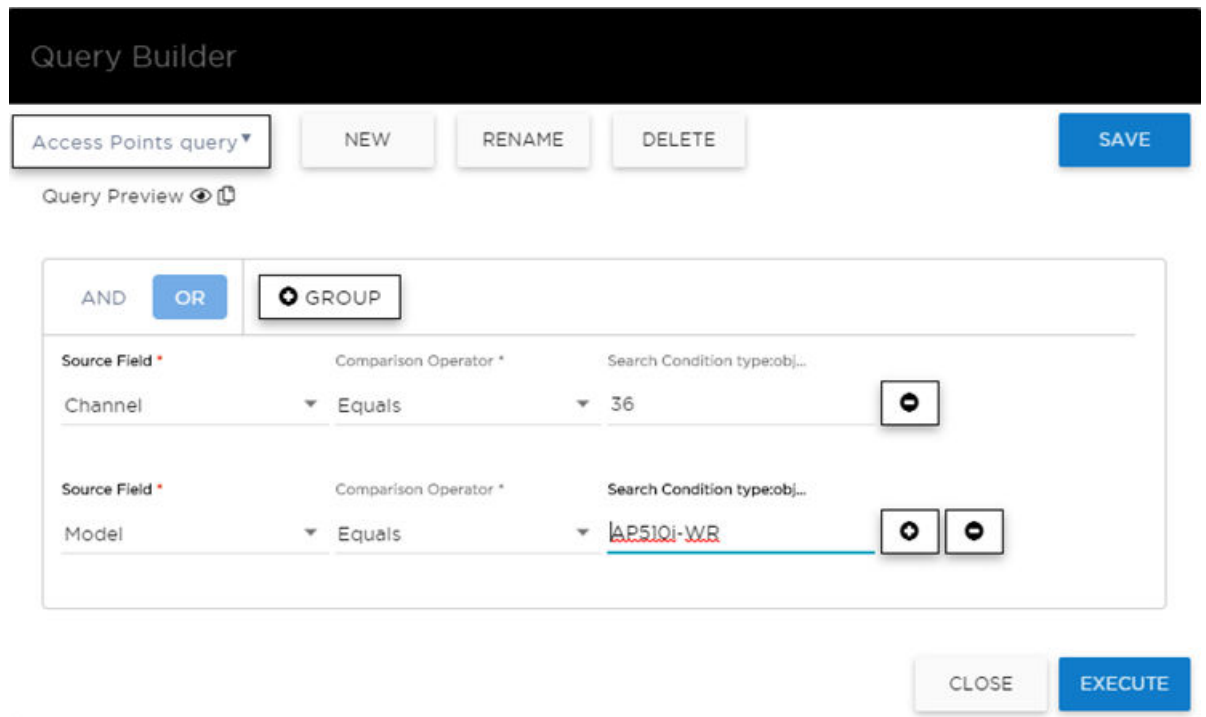 Query Builder
Access Points query NEW RENAME DELETE SAVE
Query Preview
AND OR GROUP
Source Field * Comparison Operator * Search Condition type:obj...
Channel Equals 36
Source Field * Comparison Operator * Search Condition type:obj...
Model Equals AP510i-WR
CLOSE EXECUTE